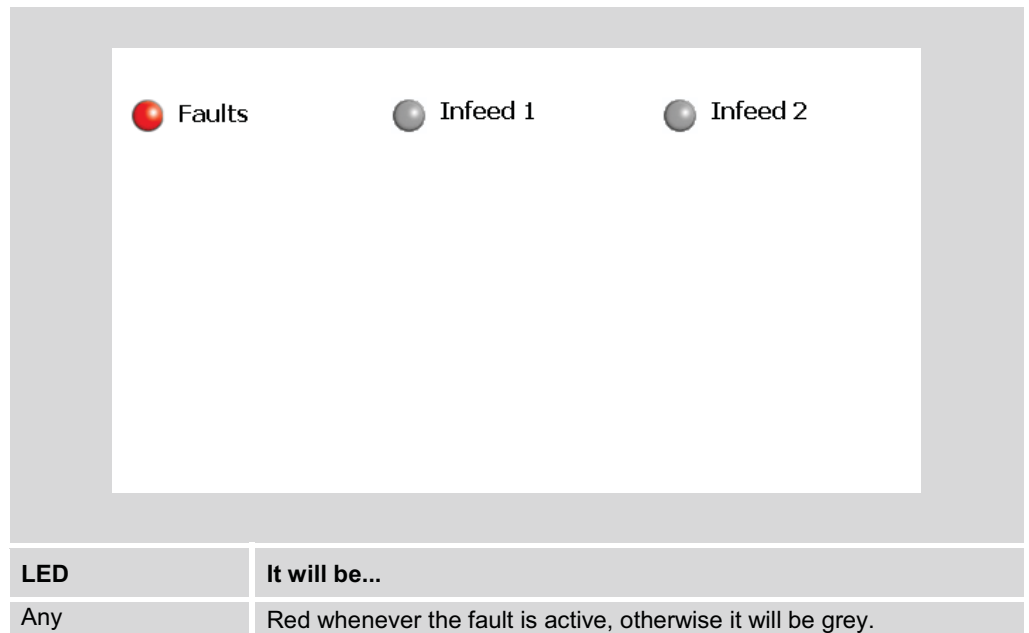 Faults Infeed 1 Infeed 2
LED It will be...
Any Red whenever the fault is active, otherwise it will be grey.